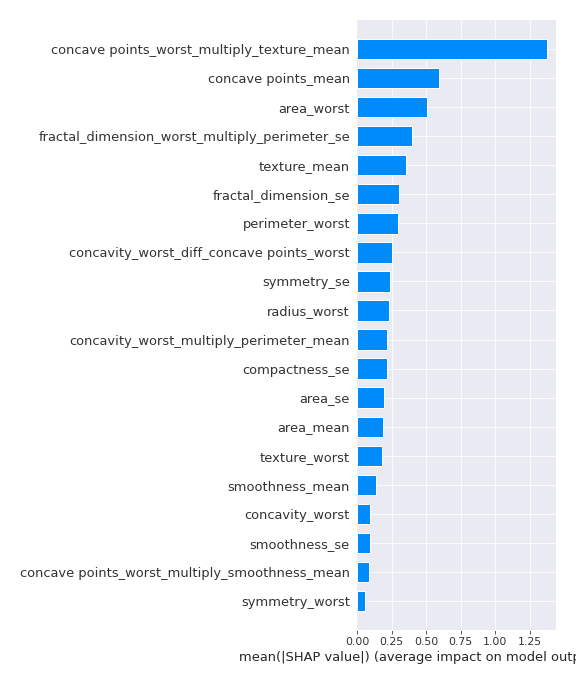 concave points_worst_multiply_texture_mean
concave points_mean
area_worst
fractal_dimension_worst_multiply_perimeter_se
texture_mean
fractal_dimension_se
perimeter_worst
concavity_worst_diff_concave points_worst
symmetry_se
radius_worst
concavity_worst_multiply_perimeter_mean
compactness_se
area_se
area_mean
texture_worst
smoothness_mean
concavity_worst
smoothness_se
concave points_worst_multiply_smoothness_mean
symmetry_worst
0.00 0.25 0.50 0.75 1.00 1.25
mean(|SHAP value|) (average impact on model outp